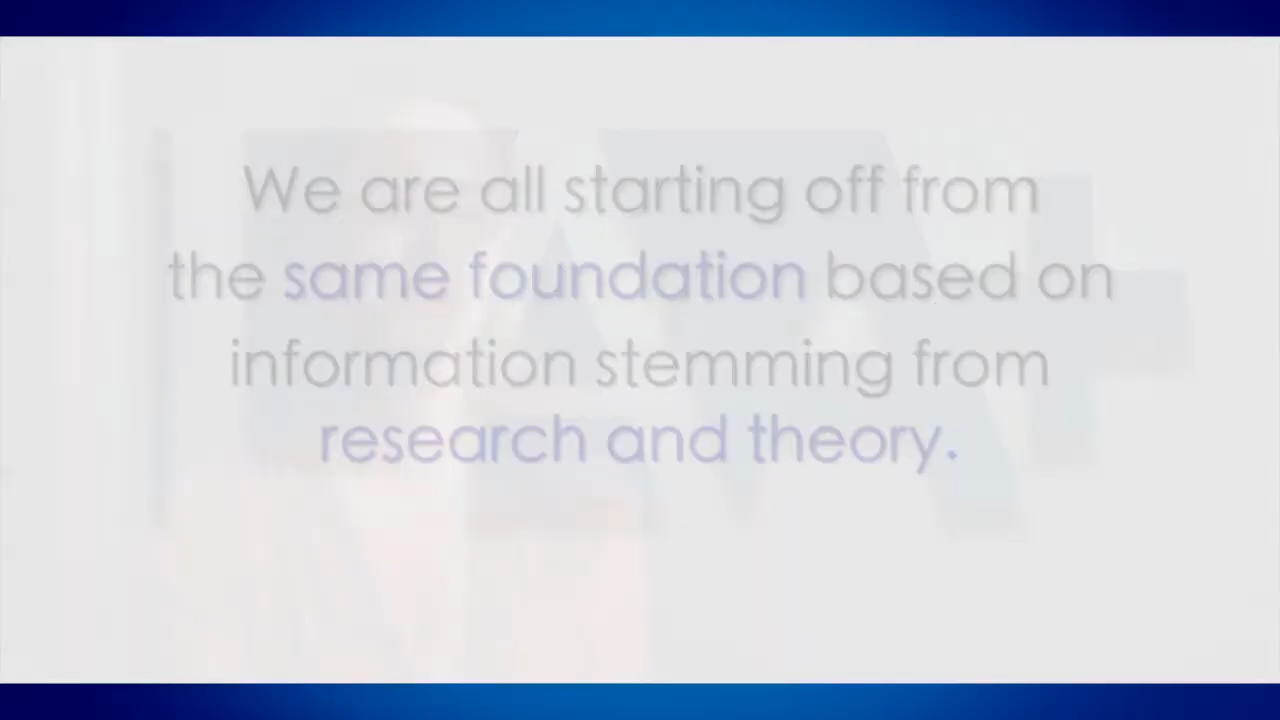 We are all starting off from
the same foundation based on
information stemming from
research and theory.